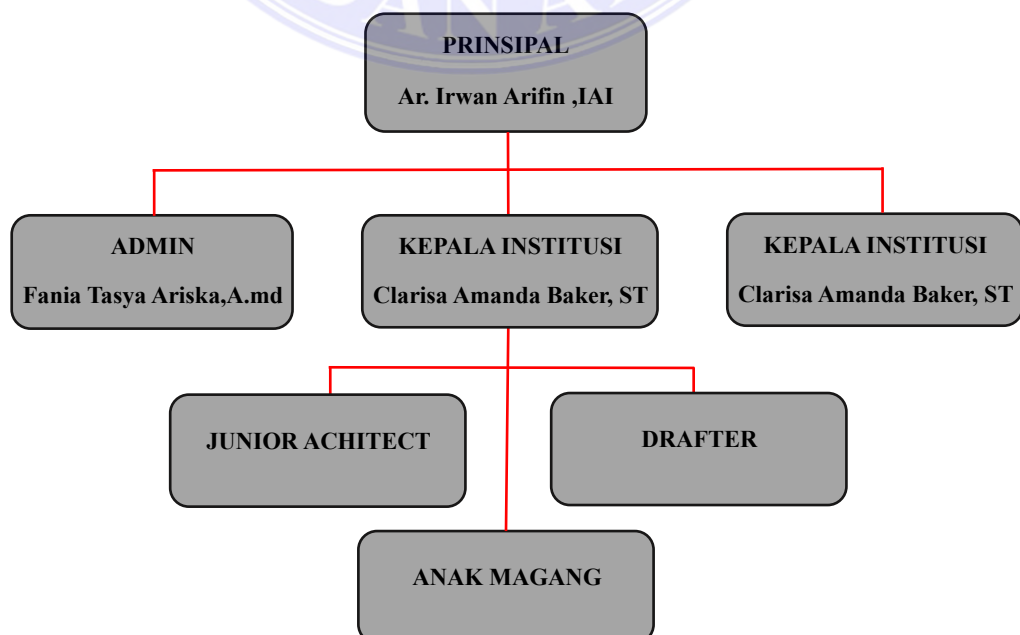 PRINSIPAL
Ar. Irwan Arifin ,IAI
ADMIN
Fania Tasya Ariska,A.md
KEPALA INSTITUSI
Clarisa Amanda Baker, ST
KEPALA INSTITUSI
Clarisa Amanda Baker, ST
JUNIOR ACHITECT
DRAFTER
ANAK MAGANG